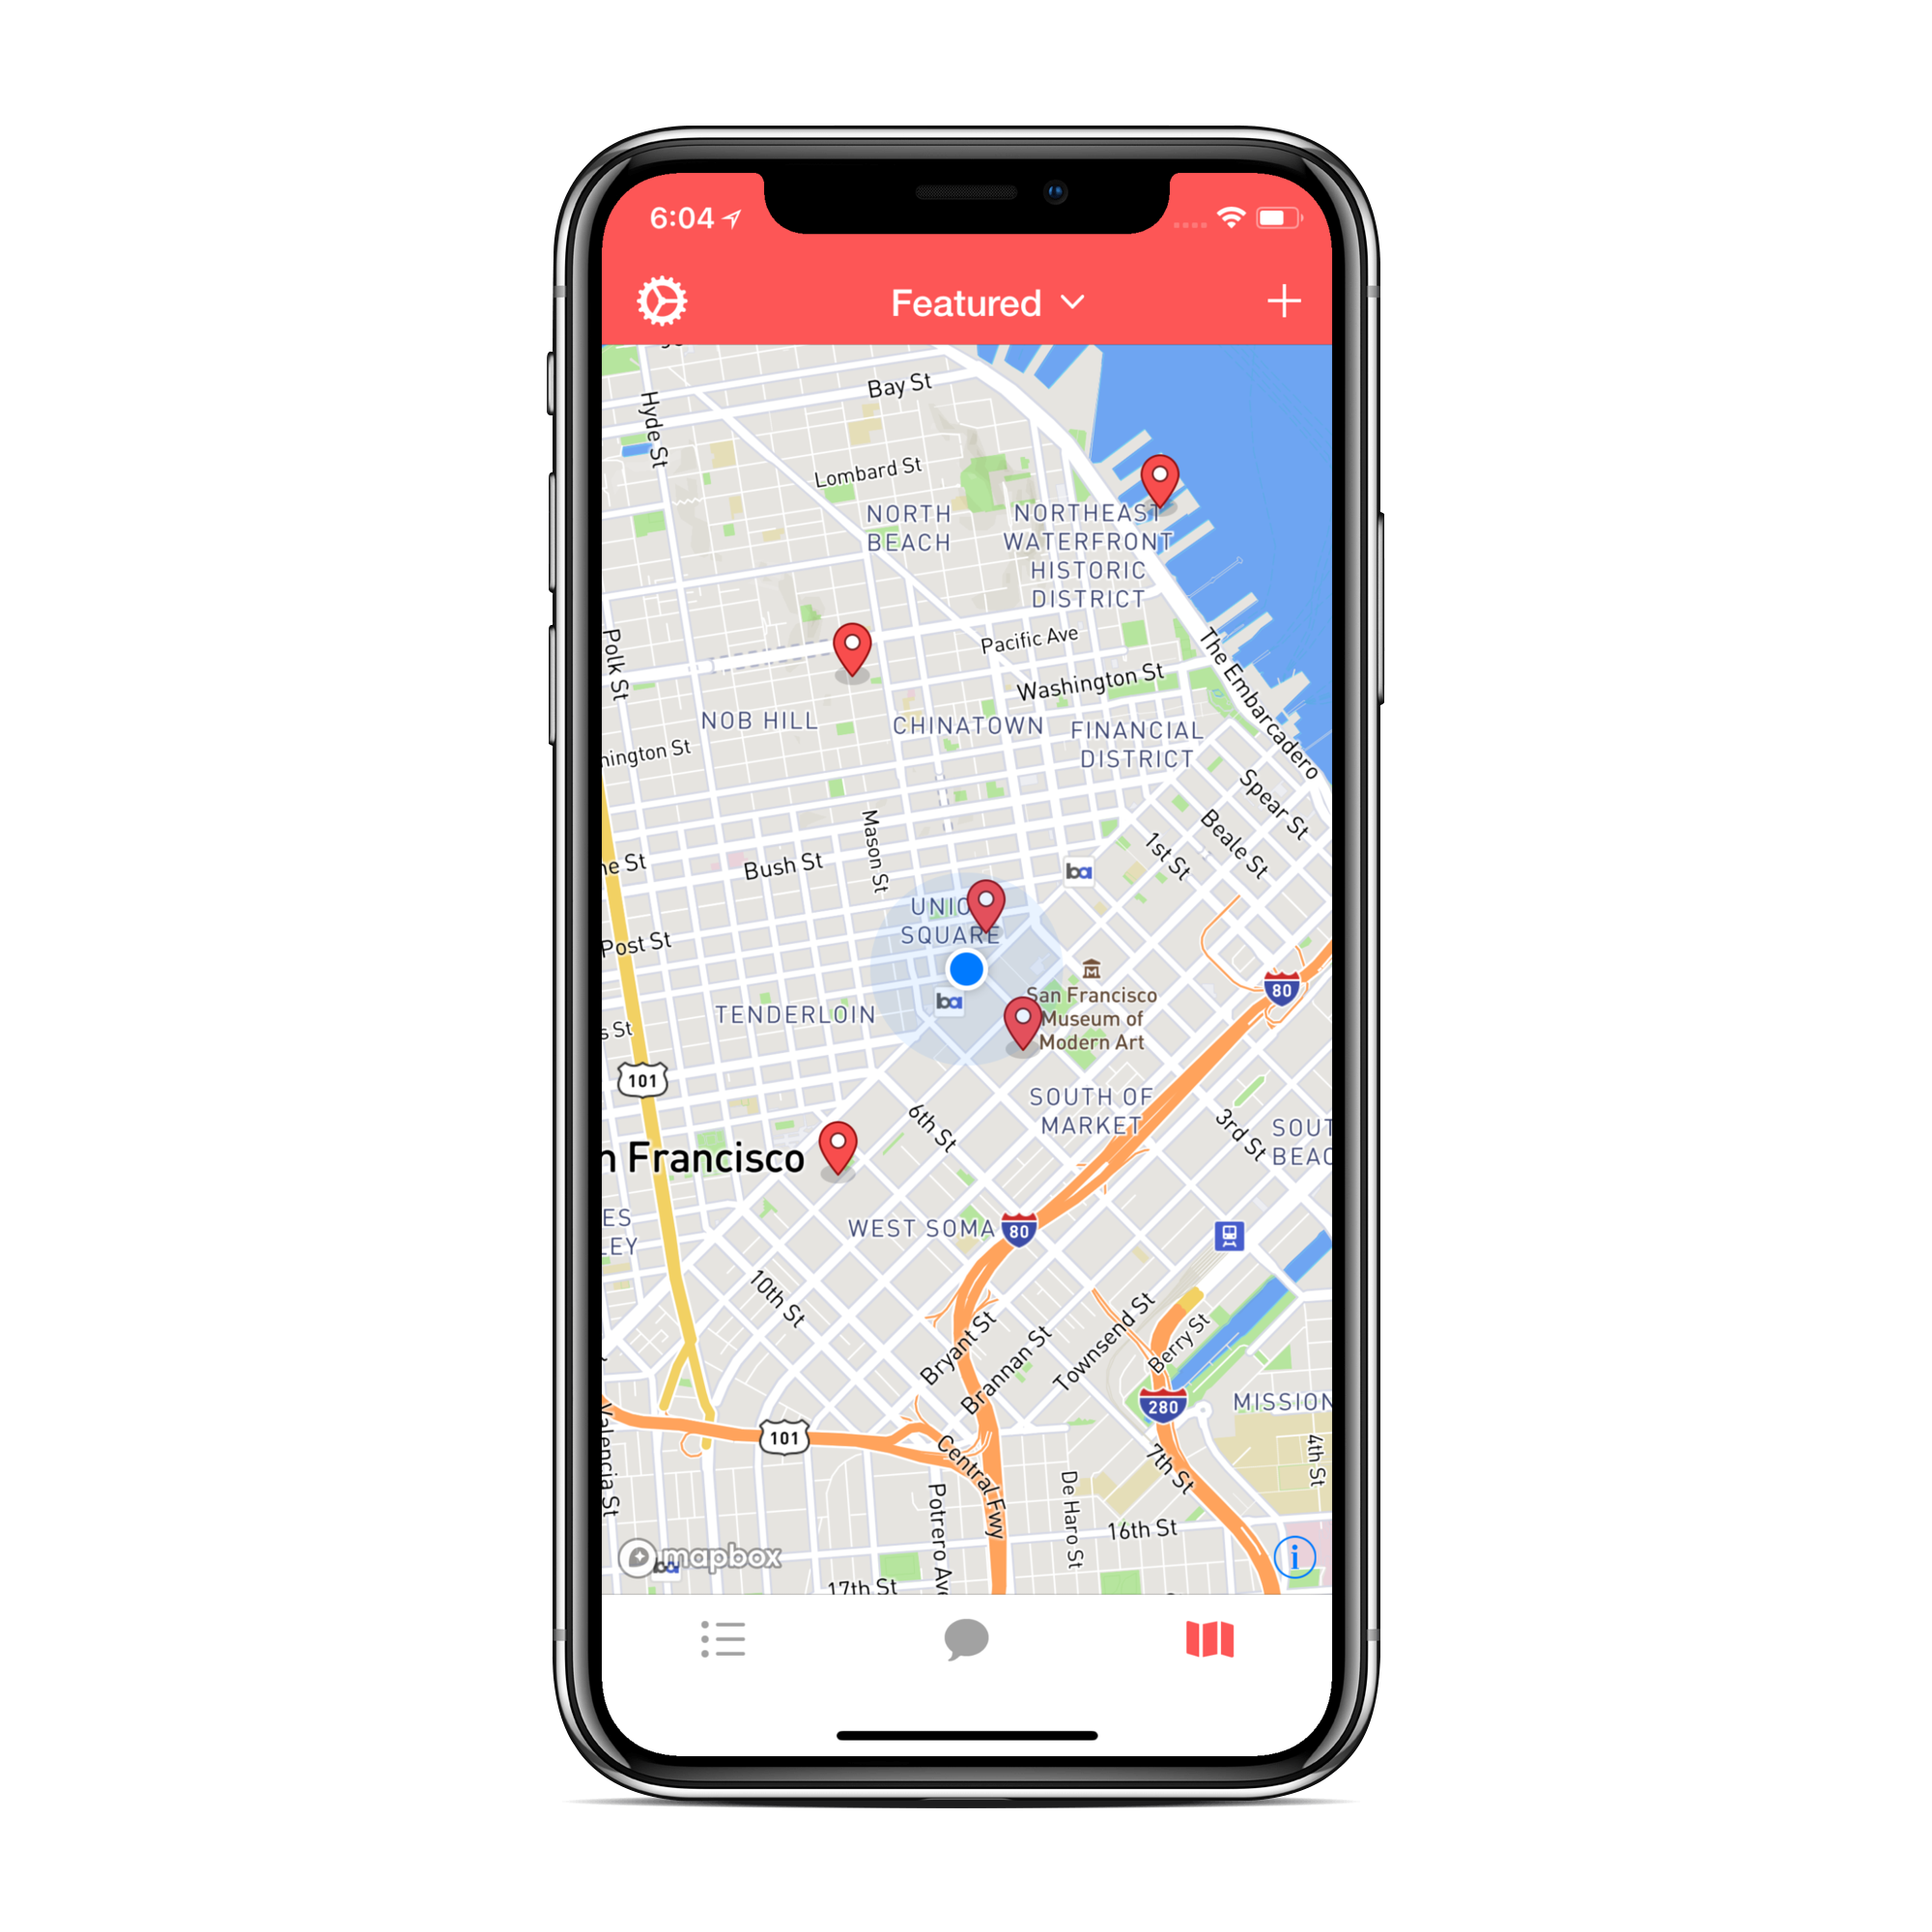 6:04
Featured
Bay St
Hyde St
Lombard St
NORTH
BEACH
NORTHEAST
WATERFRONT
HISTORIC
DISTRICT
Pacific Ave
Polk St
Washington St
The Embarcadero
NOB HILL
CHINATOWN
FINANCIAL
DISTRICT
hington St
Spear St
Beale St
1st St
Mason St
Bush St
ne St
ba
UNIO
SQUARE
Post St
80
San Francisco
Museum of
Modern Art
ba
TENDERLOIN
s St
101
SOUTH OF
MARKET
6th St
3rd St
SOUT
BEAC
n Francisco
ES
LEY
WEST SOMA
80
10th St
Bryant St
Brannan St
Townsend St
Berry St
280
MISSION
101
Valencia St
Central Fwy
7th St
4th St
Potrero Ave
De Haro St
16th St
mapbox
i
17th St